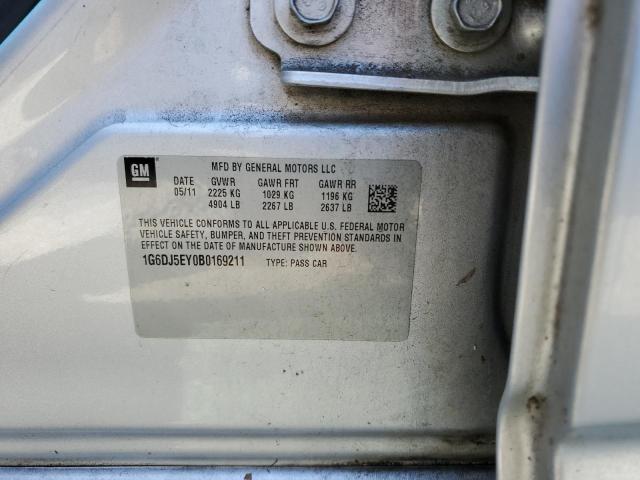 GM
MFD BY GENERAL MOTORS LLC
DATE GVWR GAWR FRT GAWR RR
05/11 2225 KG 1029 KG 1196 KG
4904 LB 2267 LB 2637 LB
THIS VEHICLE CONFORMS TO ALL APPLICABLE U.S. FEDERAL MOTOR
VEHICLE SAFETY, BUMPER, AND THEFT PREVENTION STANDARDS IN
EFFECT ON THE DATE OF MANUFACTURE SHOWN ABOVE.
1G6DJ5EY0B0169211 TYPE: PASS CAR